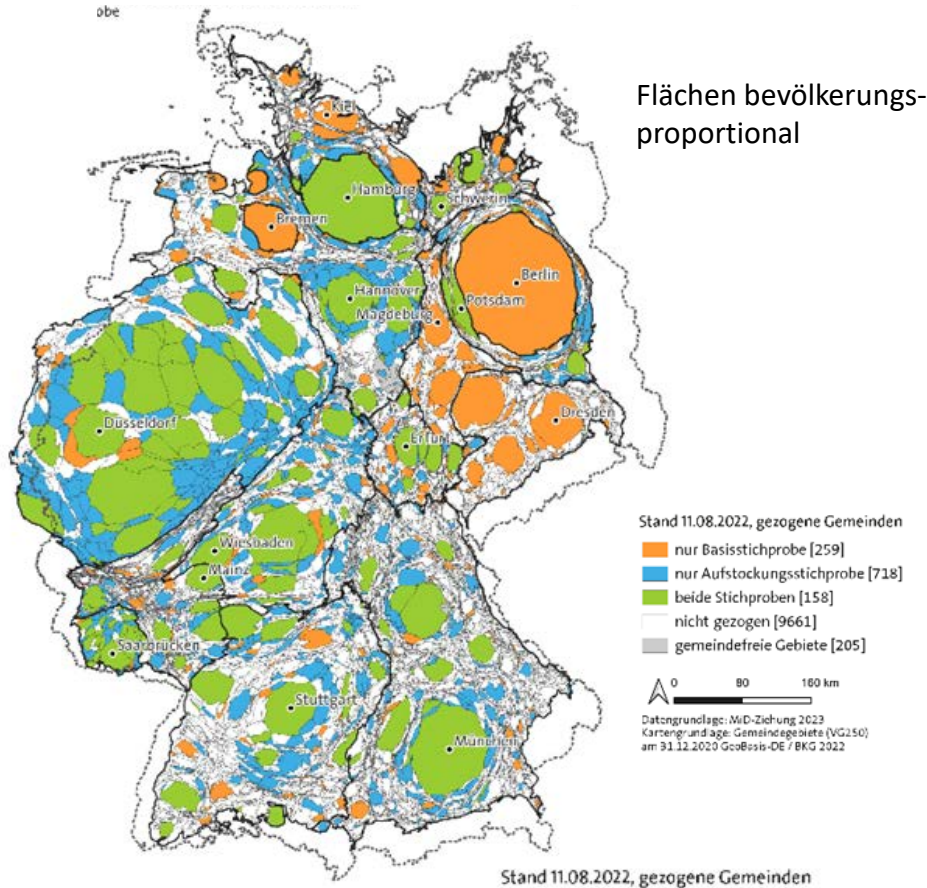 obe
Flächen bevölkerungs-
proportional
Kiel
Hamburg
Schwerin
Bremen
Berlin
Hannover
Potsdam
Magdeburg
Düsseldorf
Dresden
Erfurt
Wiesbaden
Mainz
Saarbrücken
Stuttgart
München
Stand 11.08.2022, gezogene Gemeinden
nur Basisstichprobe [259]
nur Aufstockungsstichprobe [718]
beide Stichproben [158]
nicht gezogen [9661]
gemeindefreie Gebiete [205]
0 80 160 km
Datengrundlage: MiD-Ziehung 2023
Kartengrundlage: Gemeindegebiete (VG250)
am 31.12.2020 GeoBasis-DE / BKG 2022
Stand 11.08.2022, gezogene Gemeinden